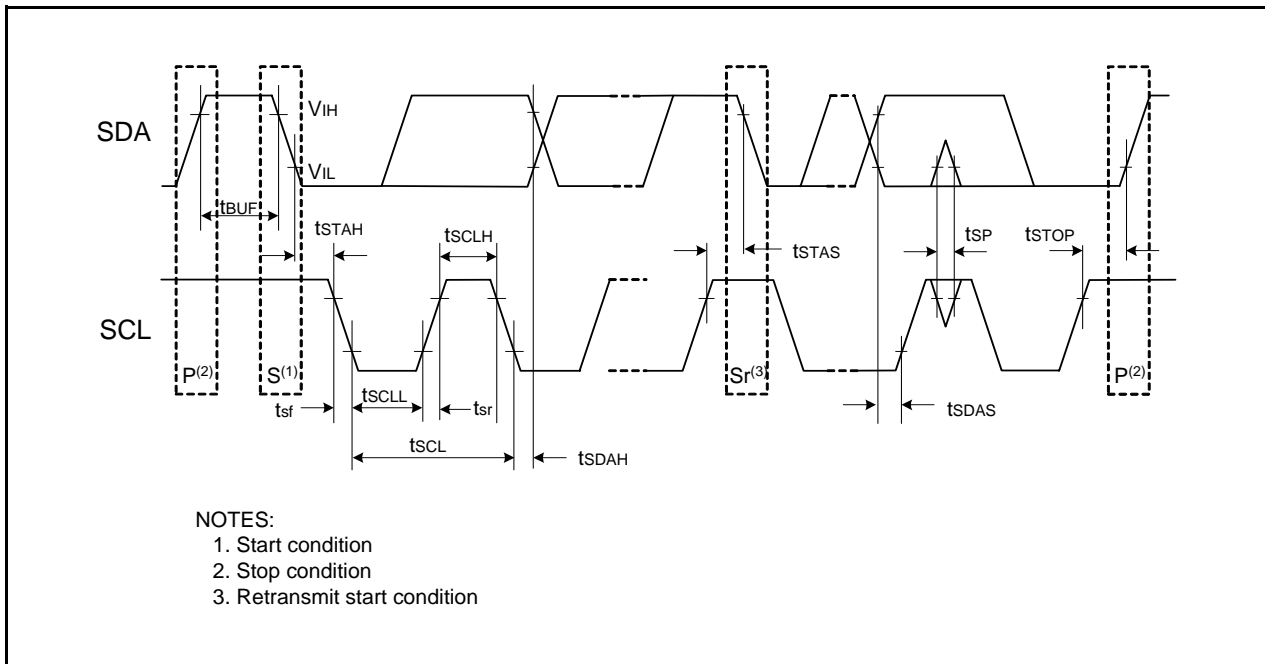 SDA
VIH
VIL
tBUF
tSTAH
tSCLH
tSTAS
tSP
tSTOP
SCL
P(2)
S(1)
Sr(3)
P(2)
tsf
tSCLL
tsr
tSDAS
tSCL
tSDAH
NOTES:
1. Start condition
2. Stop condition
3. Retransmit start condition